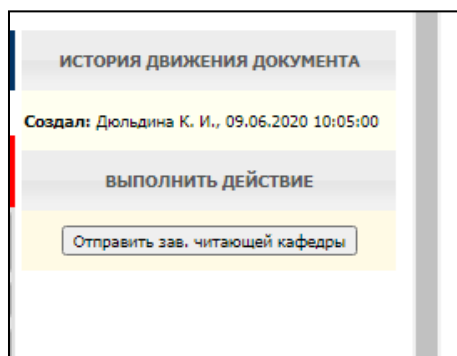 ИСТОРИЯ ДВИЖЕНИЯ ДОКУМЕНТА
Создал: Дюльдина К. И., 09.06.2020 10:05:00
ВЫПОЛНИТЬ ДЕЙСТВИЕ
Отправить зав. читающей кафедры